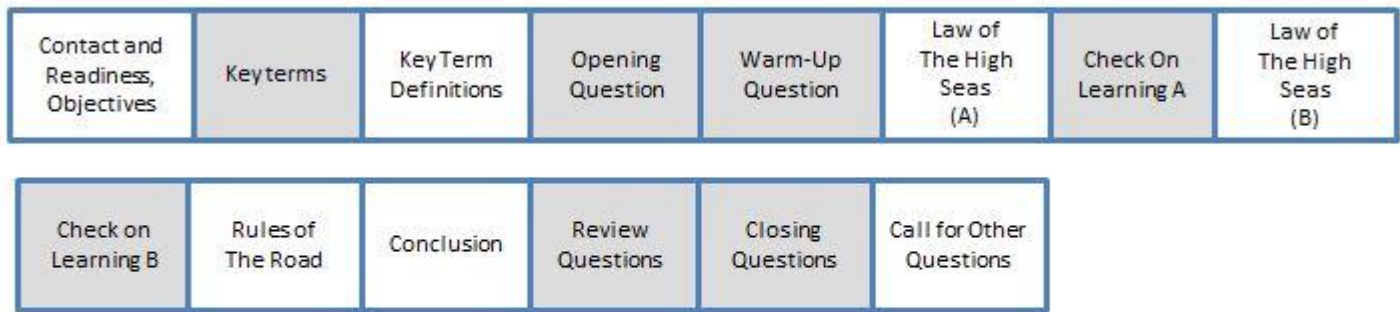 Contact and
Readiness,
Objectives
Key terms
Key Term
Definitions
Opening
Question
Warm-Up
Question
Law of
The High
Seas
(A)
Check On
Learning A
Law of
The High
Seas
(B)
Check on
Learning B
Rules of
The Road
Conclusion
Review
Questions
Closing
Questions
Call for Other
Questions